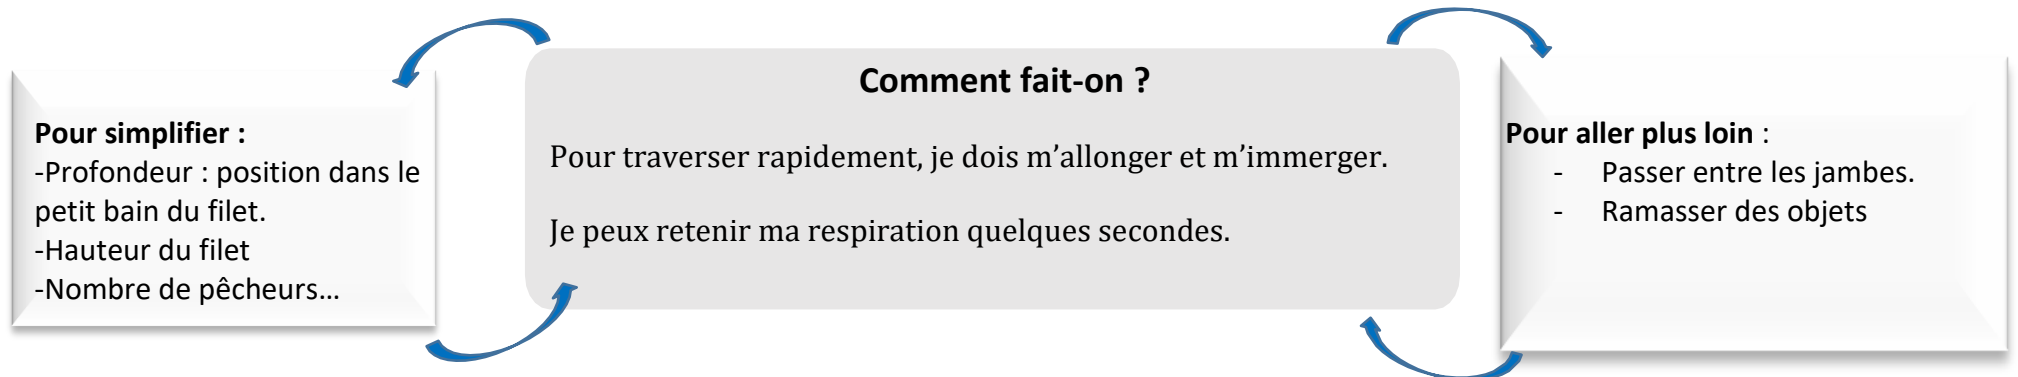 Pour simplifier :
-Profondeur : position dans le
petit bain du filet.
-Hauteur du filet
-Nombre de pêcheurs…
Comment fait-on ?
Pour traverser rapidement, je dois m’allonger et m’immerger.
Je peux retenir ma respiration quelques secondes.
Pour aller plus loin :
- Passer entre les jambes.
- Ramasser des objets